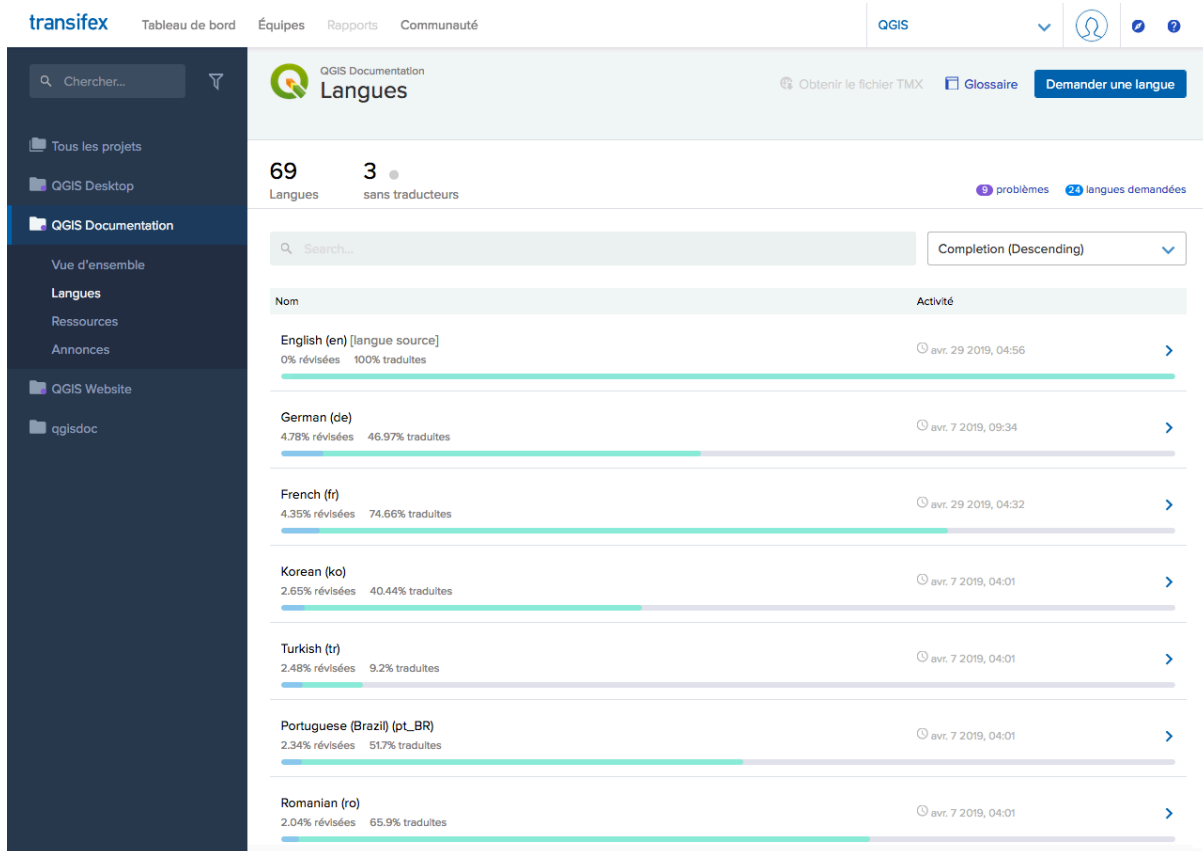 transifex Tableau de bord Équipes Rapports Communauté QGIS
Chercher...
Tous les projets
QGIS Desktop
QGIS Documentation
Vue d'ensemble
Langues
Ressources
Annonces
QGIS Website
qgisdoc
QGIS Documentation
Langues
Obtenir le fichier TMX Glossaire Demander une langue
69 3
Langues sans traducteurs
9 problèmes 24 langues demandées
Search... Completion (Descending)
Nom Activité
English (en) [langue source]
0% révisées 100% traduites
avr. 29 2019, 04:56
German (de)
4.78% révisées 46.97% traduites
avr. 7 2019, 09:34
French (fr)
4.35% révisées 74.66% traduites
avr. 29 2019, 04:32
Korean (ko)
2.65% révisées 40.44% traduites
avr. 7 2019, 04:01
Turkish (tr)
2.48% révisées 9.2% traduites
avr. 7 2019, 04:01
Portuguese (Brazil) (pt_BR)
2.34% révisées 51.7% traduites
avr. 7 2019, 04:01
Romanian (ro)
2.04% révisées 65.9% traduites
avr. 7 2019, 04:01